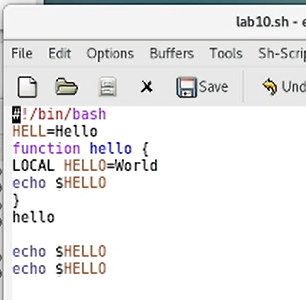 lab10.sh - e
File Edit Options Buffers Tools Sh-Scri
Save Und
#!/bin/bash
HELL=Hello
function hello {
LOCAL HELLO=World
echo $HELLO
}
hello
echo $HELLO
echo $HELLO